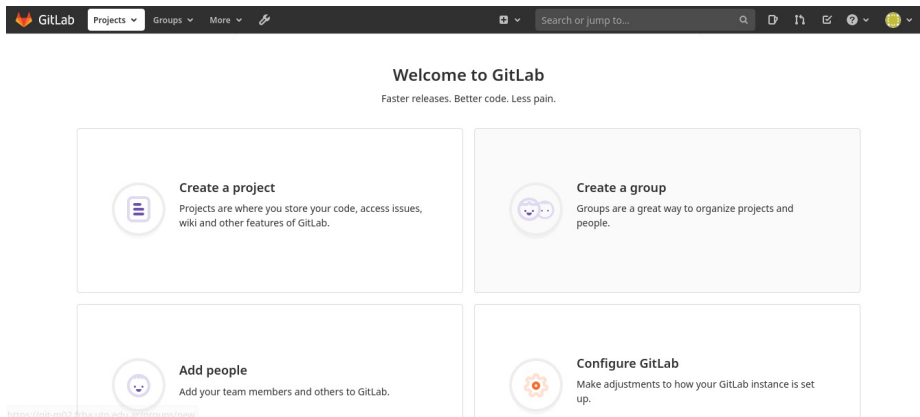 GitLab Projects Groups More Search or jump to...
Welcome to GitLab
Faster releases. Better code. Less pain.
Create a project
Projects are where you store your code, access issues,
wiki and other features of GitLab.
Create a group
Groups are a great way to organize projects and
people.
Add people
Add your team members and others to GitLab.
Configure GitLab
Make adjustments to how your GitLab instance is set
up.